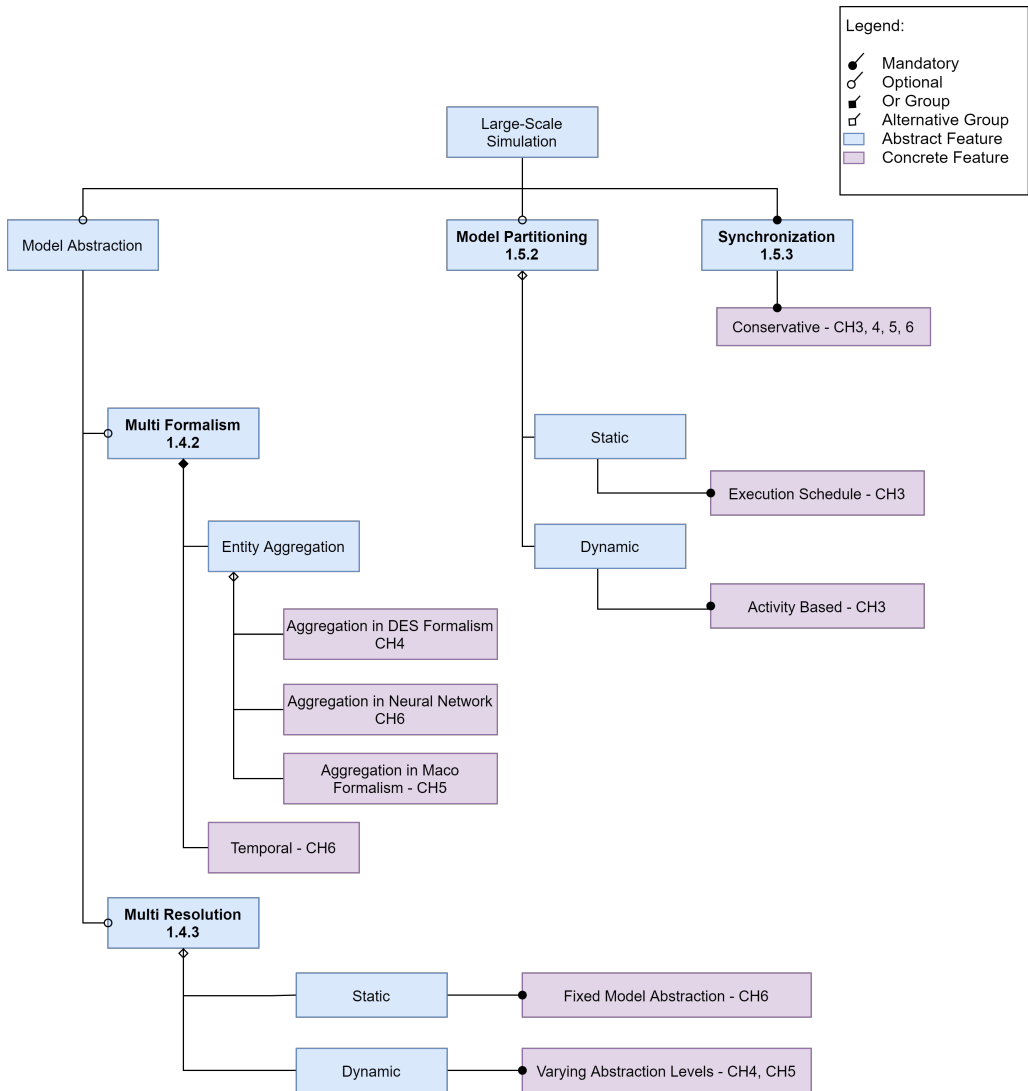 Legend:
Mandatory
Optional
Or Group
Alternative Group
Abstract Feature
Concrete Feature
Large-Scale
Simulation
Model Abstraction
Model Partitioning
1.5.2
Synchronization
1.5.3
Conservative - CH3, 4, 5, 6
Multi Formalism
1.4.2
Static
Execution Schedule - CH3
Entity Aggregation
Dynamic
Activity Based - CH3
Aggregation in DES Formalism
CH4
Aggregation in Neural Network
CH6
Aggregation in Maco
Formalism - CH5
Temporal - CH6
Multi Resolution
1.4.3
Static
Fixed Model Abstraction - CH6
Dynamic
Varying Abstraction Levels - CH4, CH5